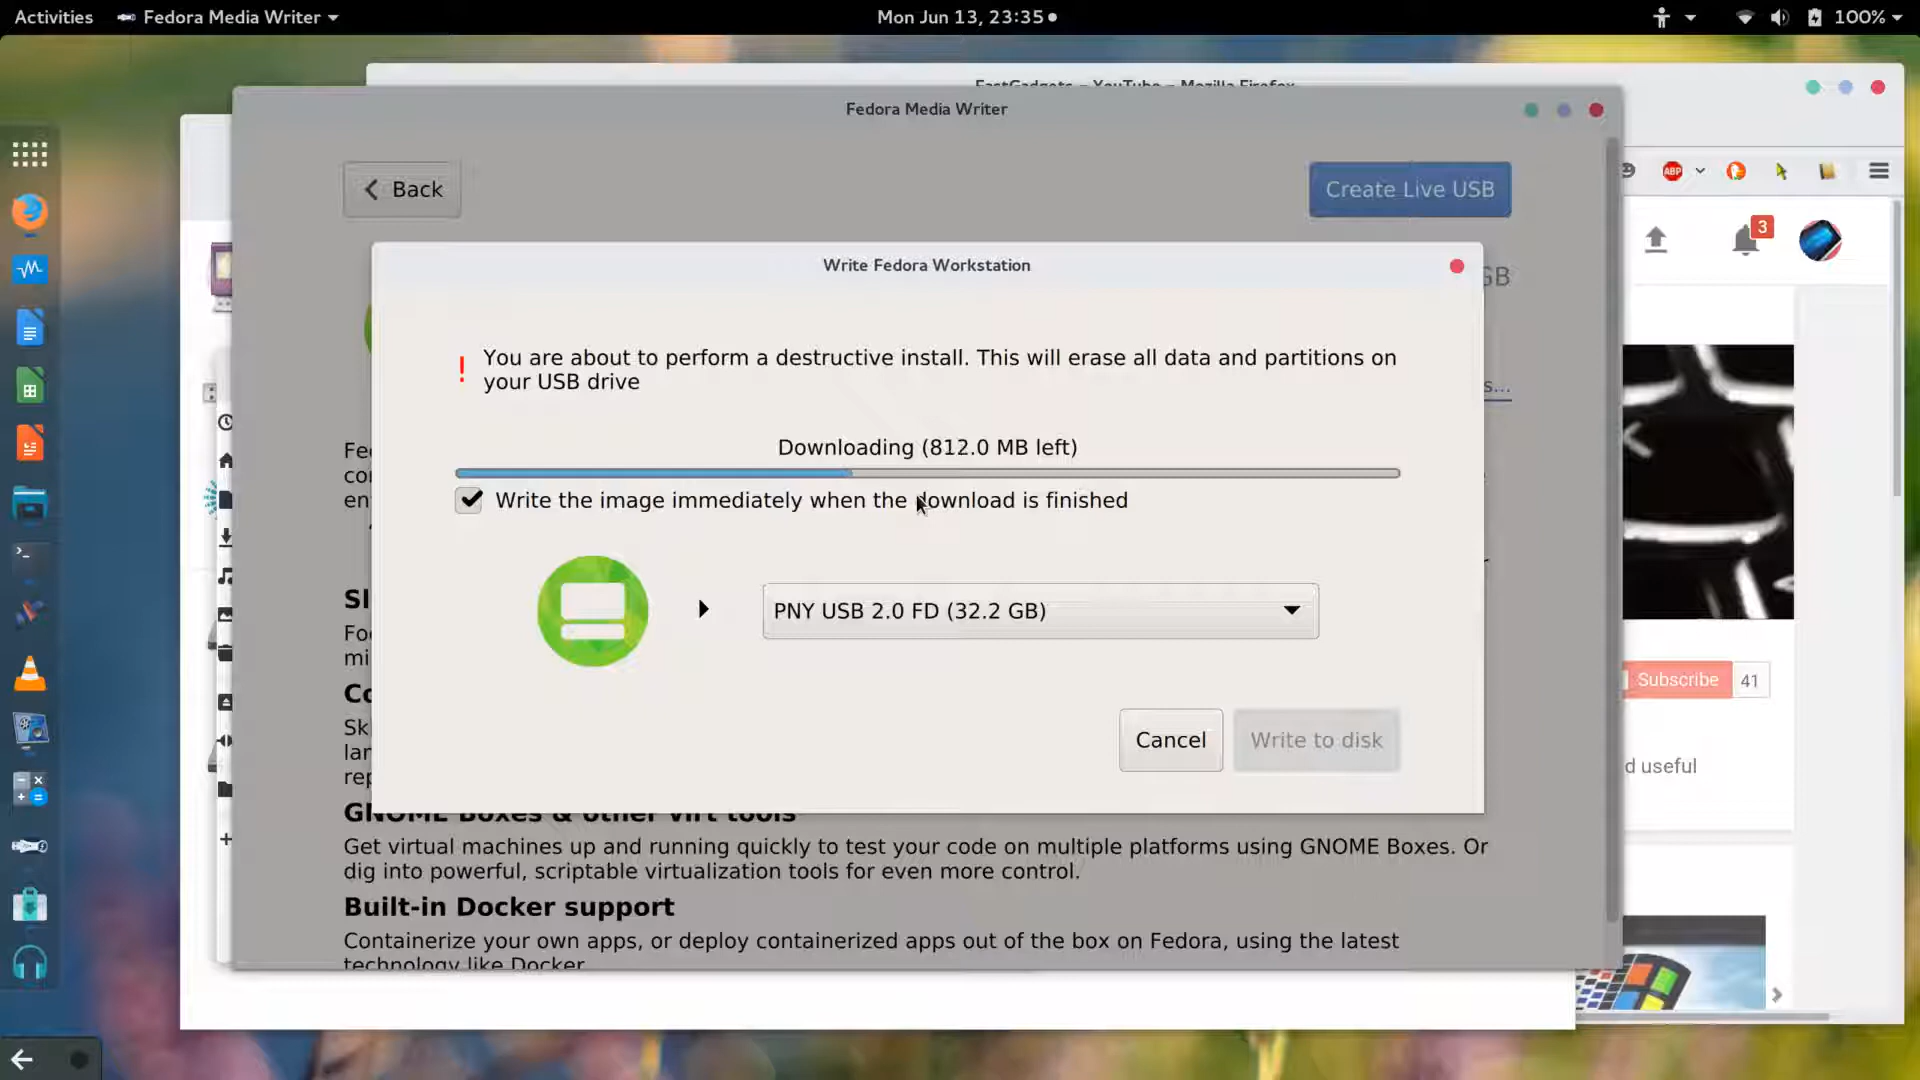 Activities Fedora Media Writer Mon Jun 13, 23:35 100%
FastGadgets – YouTube – Mozilla Firefox
Fedora Media Writer
Back Create Live USB
ABP
3
Write Fedora Workstation
GB
! You are about to perform a destructive install. This will erase all data and partitions on
your USB drive
s...
Downloading (812.0 MB left)
Write the image immediately when the download is finished
PNY USB 2.0 FD (32.2 GB)
Subscribe 41
Cancel Write to disk
d useful
GNOME Boxes & other virt tools
Get virtual machines up and running quickly to test your code on multiple platforms using GNOME Boxes. Or
dig into powerful, scriptable virtualization tools for even more control.
Built-in Docker support
Containerize your own apps, or deploy containerized apps out of the box on Fedora, using the latest
technology like Docker